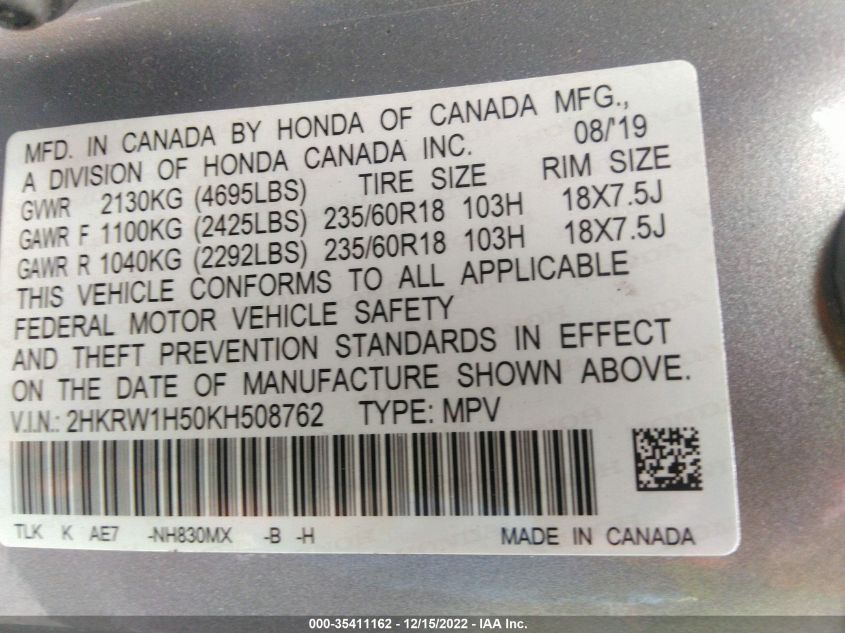 MFD. IN CANADA BY HONDA OF CANADA MFG.,
A DIVISION OF HONDA CANADA INC. 08/'19
GVWR 2130KG (4695LBS) TIRE SIZE RIM SIZE
GAWR F 1100KG (2425LBS) 235/60R18 103H 18X7.5J
GAWR R 1040KG (2292LBS) 235/60R18 103H 18X7.5J
THIS VEHICLE CONFORMS TO ALL APPLICABLE
FEDERAL MOTOR VEHICLE SAFETY
AND THEFT PREVENTION STANDARDS IN EFFECT
ON THE DATE OF MANUFACTURE SHOWN ABOVE.
V.I.N.: 2HKRW1H50KH508762 TYPE: MPV
TLK K AE7 -NH830MX -B -H MADE IN CANADA
000-35411162 - 12/15/2022 - IAA Inc.